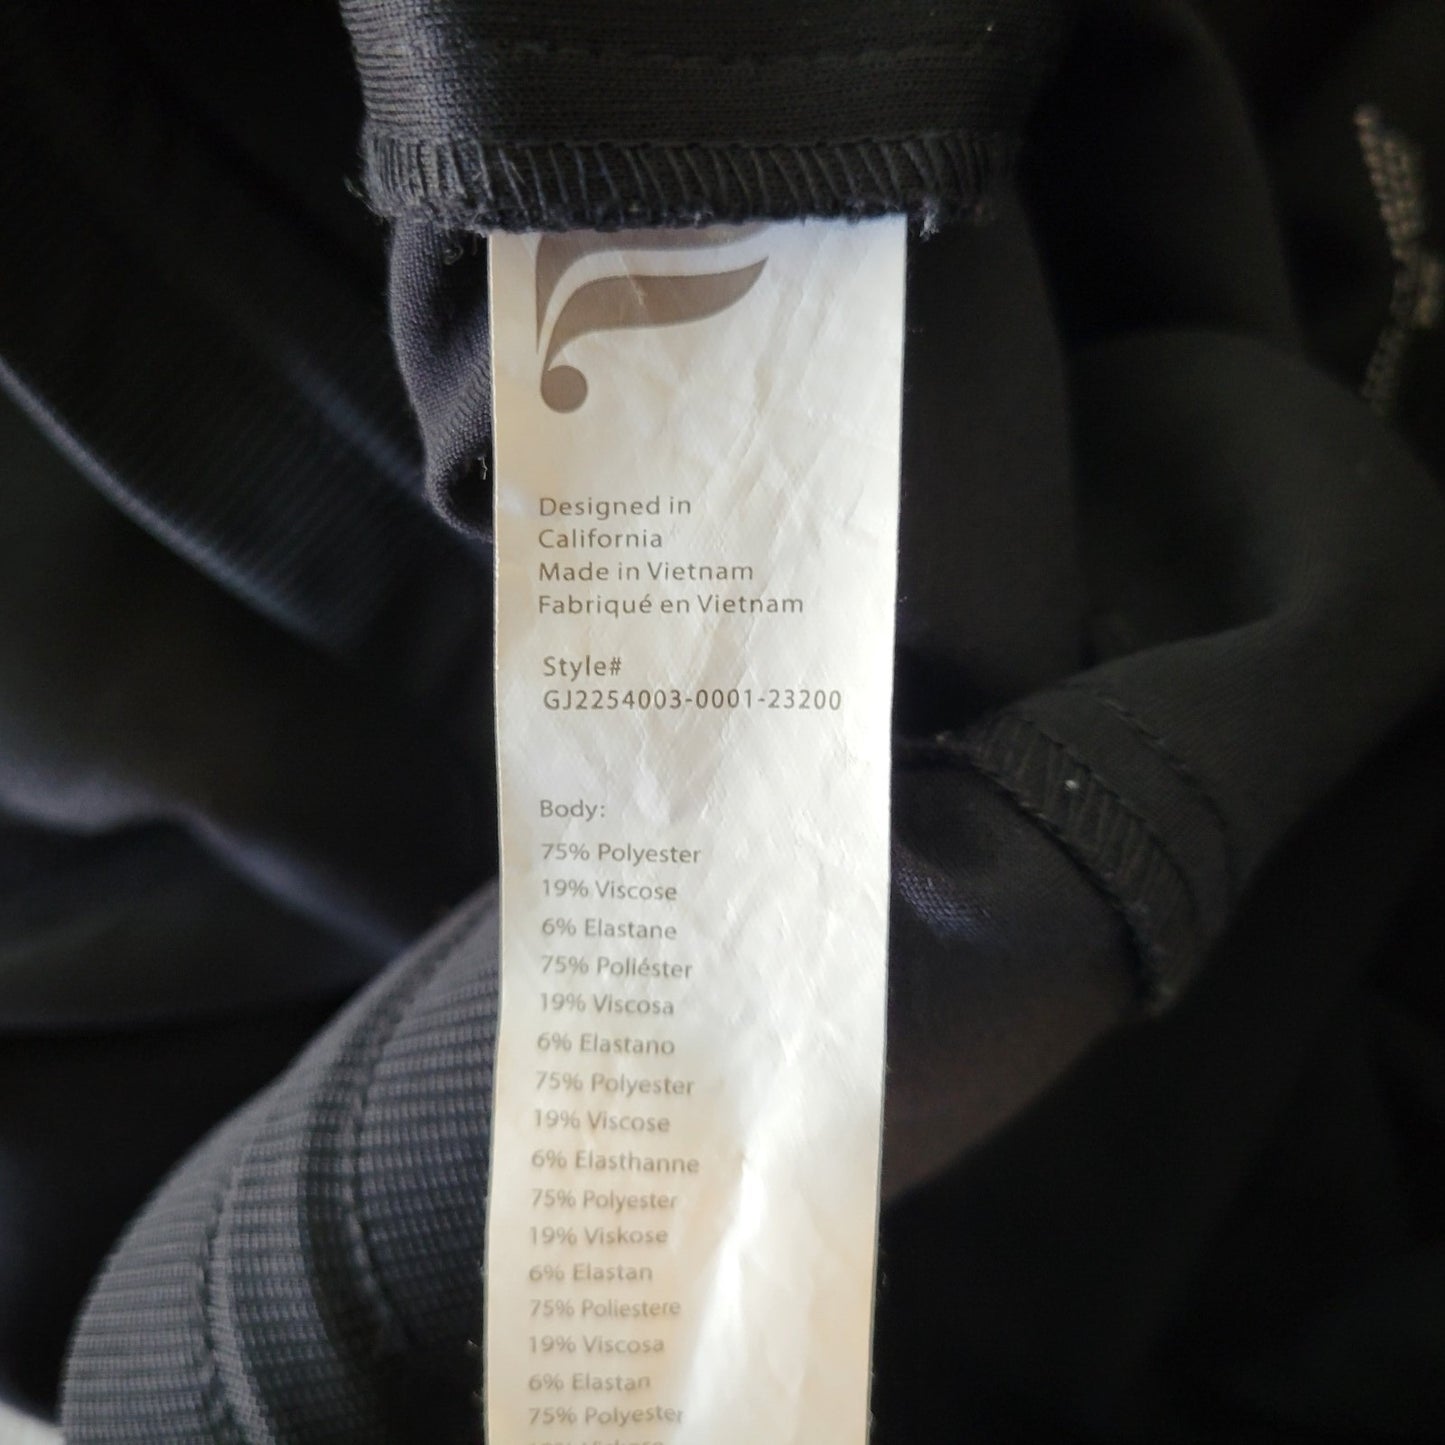 Designed in
California
Made in Vietnam
Fabriqué en Vietnam
Style#
GJ2254003-0001-23200
Body:
75% Polyester
19% Viscose
6% Elastane
75% Poliéster
19% Viscosa
6% Elastano
75% Polyester
19% Viscose
6% Elasthanne
75% Polyester
19% Viskose
6% Elastan
75% Poliestere
19% Viscosa
6% Elastan
75% Polyester